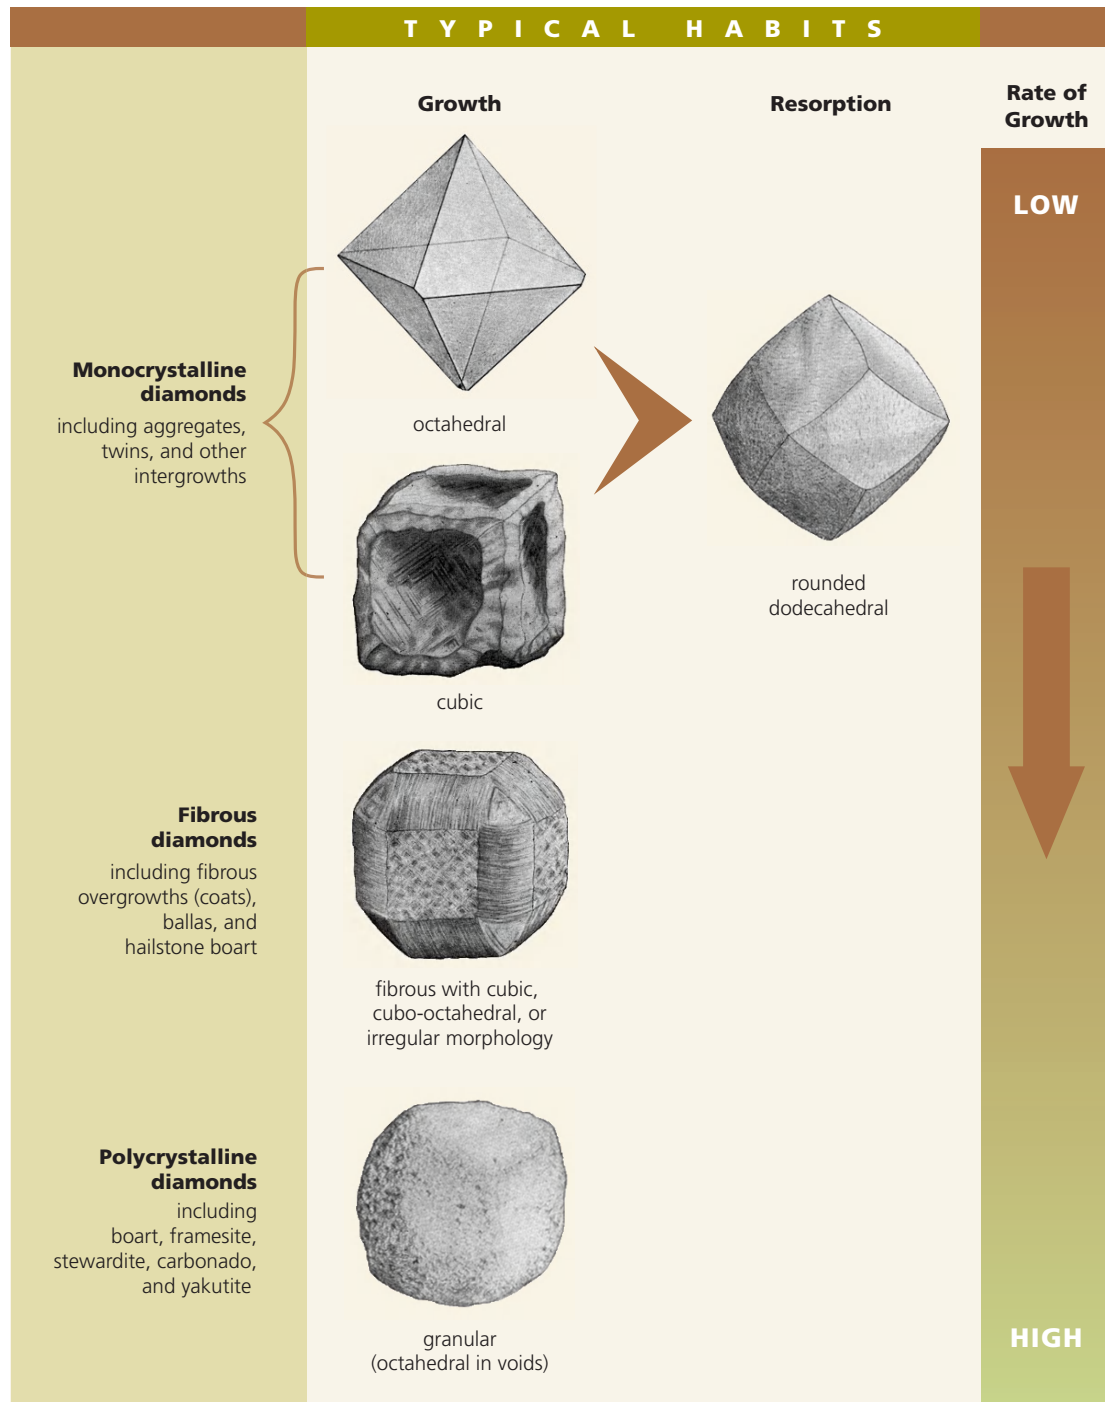 TYPICAL HABITS
Growth
Resorption
Rate of
Growth
LOW
octahedral
Monocrystalline
diamonds
including aggregates,
twins, and other
intergrowths
rounded
dodecahedral
cubic
Fibrous
diamonds
including fibrous
overgrowths (coats),
ballas, and
hailstone boart
fibrous with cubic,
cubo-octahedral, or
irregular morphology
Polycrystalline
diamonds
including
boart, framesite,
stewardite, carbonado,
and yakutite
granular
(octahedral in voids)
HIGH